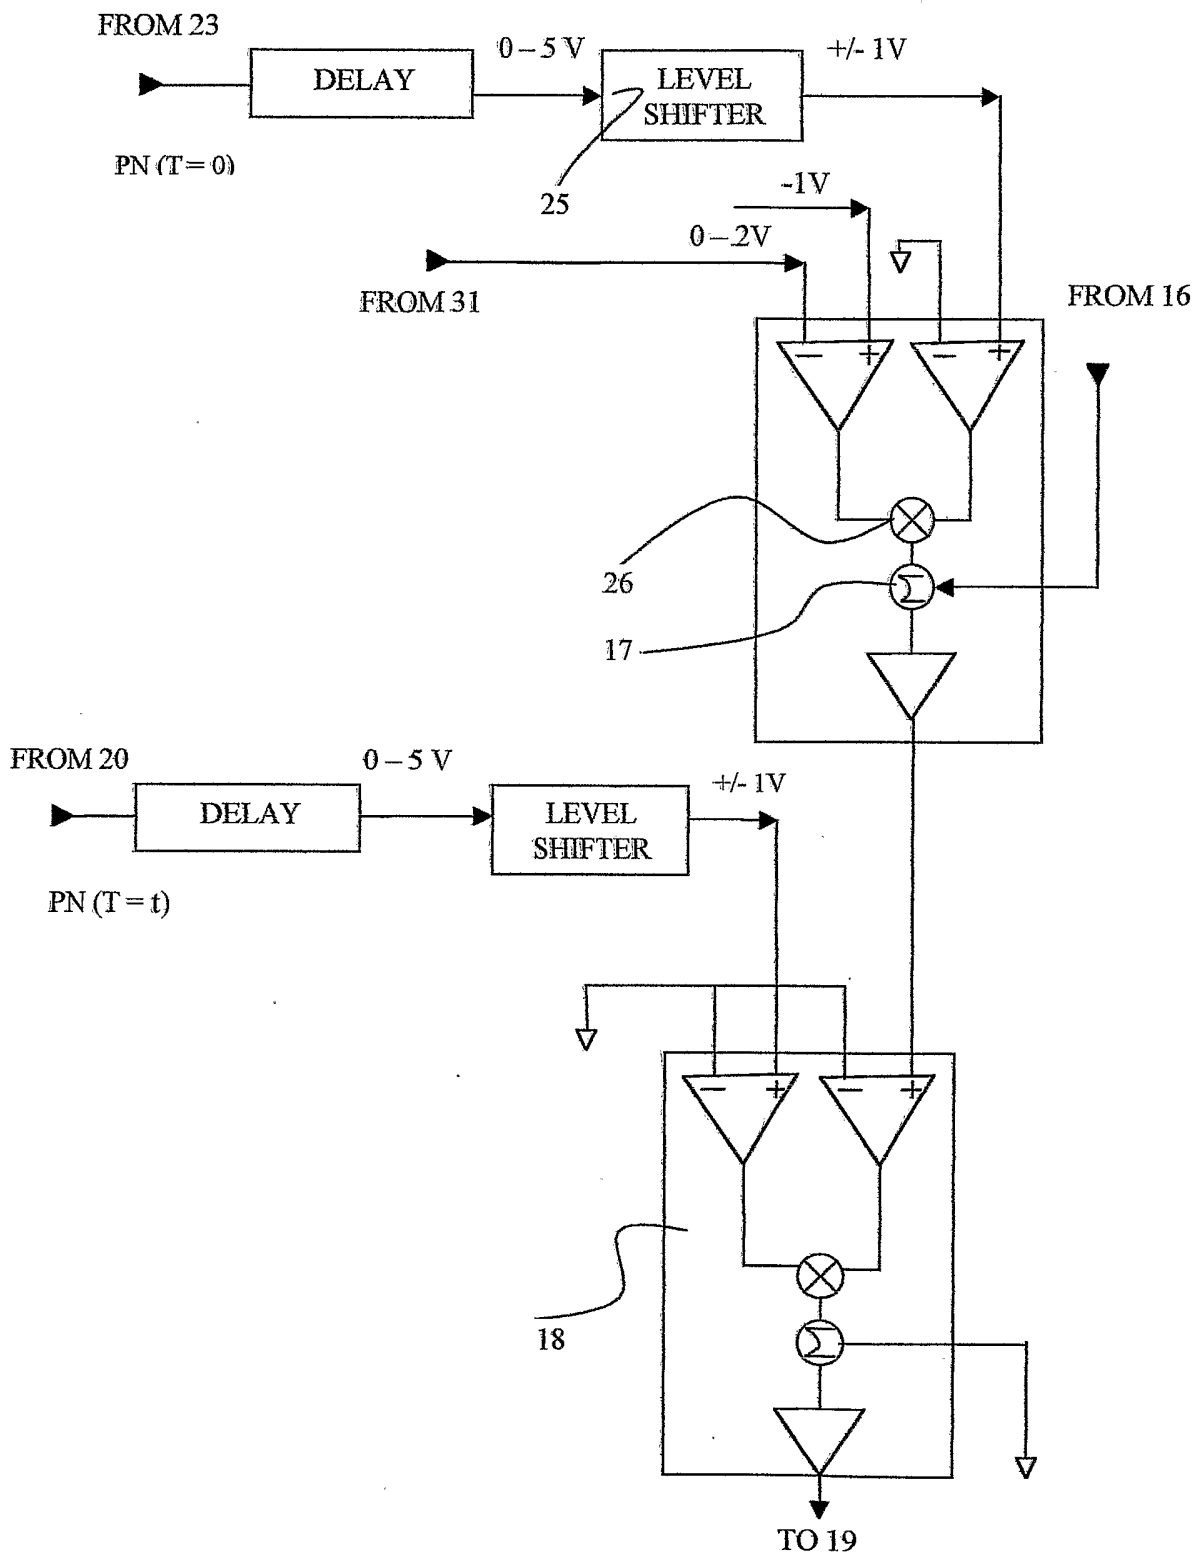 FROM 23
DELAY
0 – 5 V
LEVEL
SHIFTER
+/- 1V
PN (T = 0)
25
-1V
0 – 2V
FROM 31
FROM 16
− + − +
26
Σ
17
FROM 20
DELAY
0 – 5 V
LEVEL
SHIFTER
+/- 1V
PN (T = t)
− + − +
18
Σ
TO 19